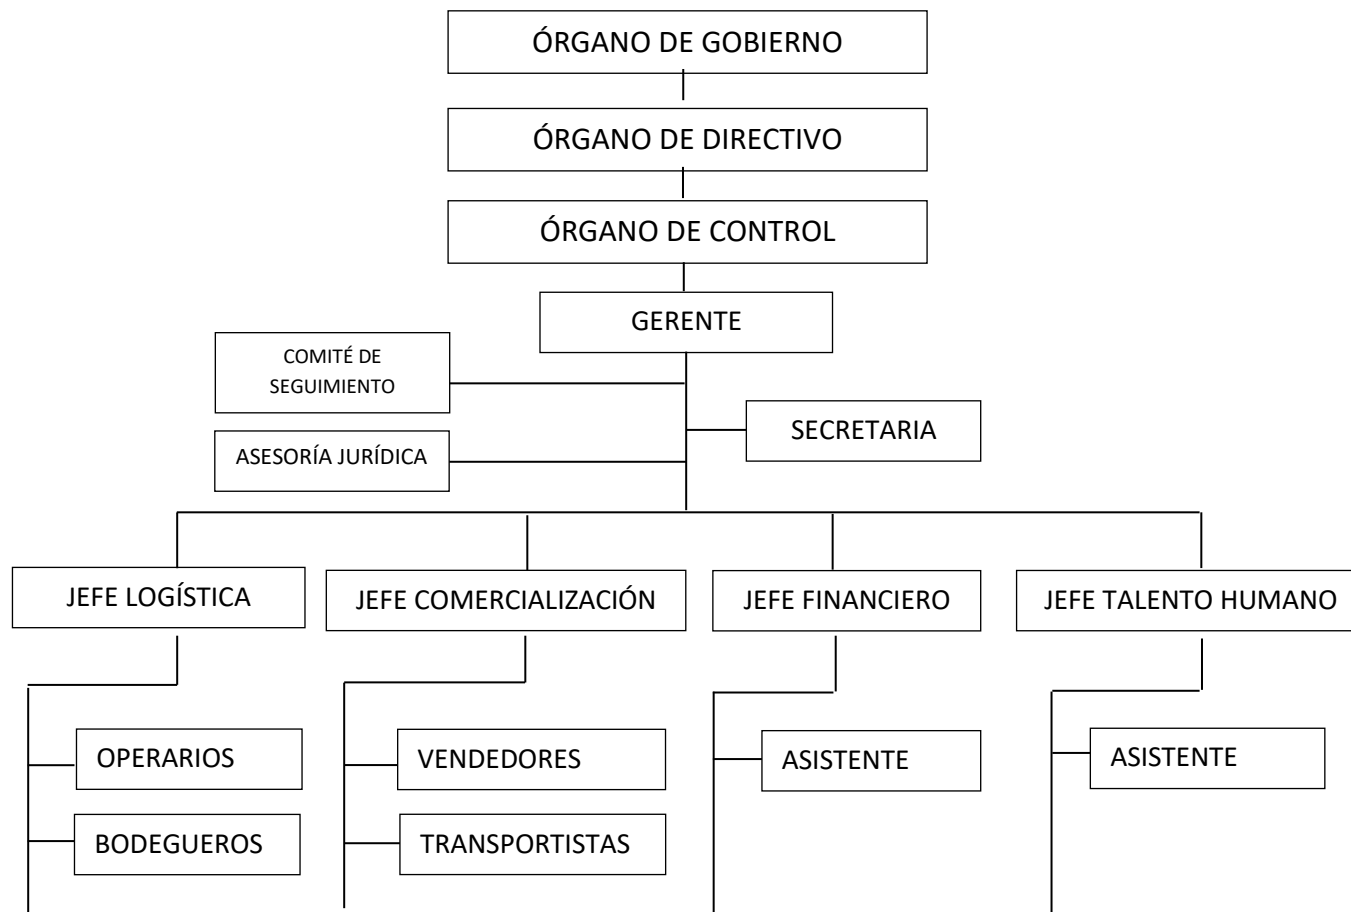 ÓRGANO DE GOBIERNO
ÓRGANO DE DIRECTIVO
ÓRGANO DE CONTROL
GERENTE
COMITÉ DE
SEGUIMIENTO
SECRETARIA
ASESORÍA JURÍDICA
JEFE LOGÍSTICA
JEFE COMERCIALIZACIÓN
JEFE FINANCIERO
JEFE TALENTO HUMANO
OPERARIOS
VENDEDORES
ASISTENTE
ASISTENTE
BODEGUEROS
TRANSPORTISTAS